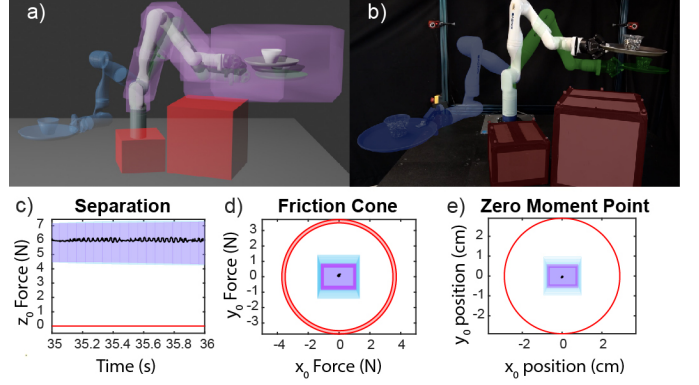 a)
b)
c) Separation
z0 Force (N)
7
6
5
4
3
2
1
0
35 35.2 35.4 35.6 35.8 36
Time (s)
d) Friction Cone
y0 Force (N)
3
2
1
0
-1
-2
-3
-4 -2 0 2 4
x0 Force (N)
e) Zero Moment Point
y0 position (cm)
2
1
0
-1
-2
-2 0 2
x0 position (cm)